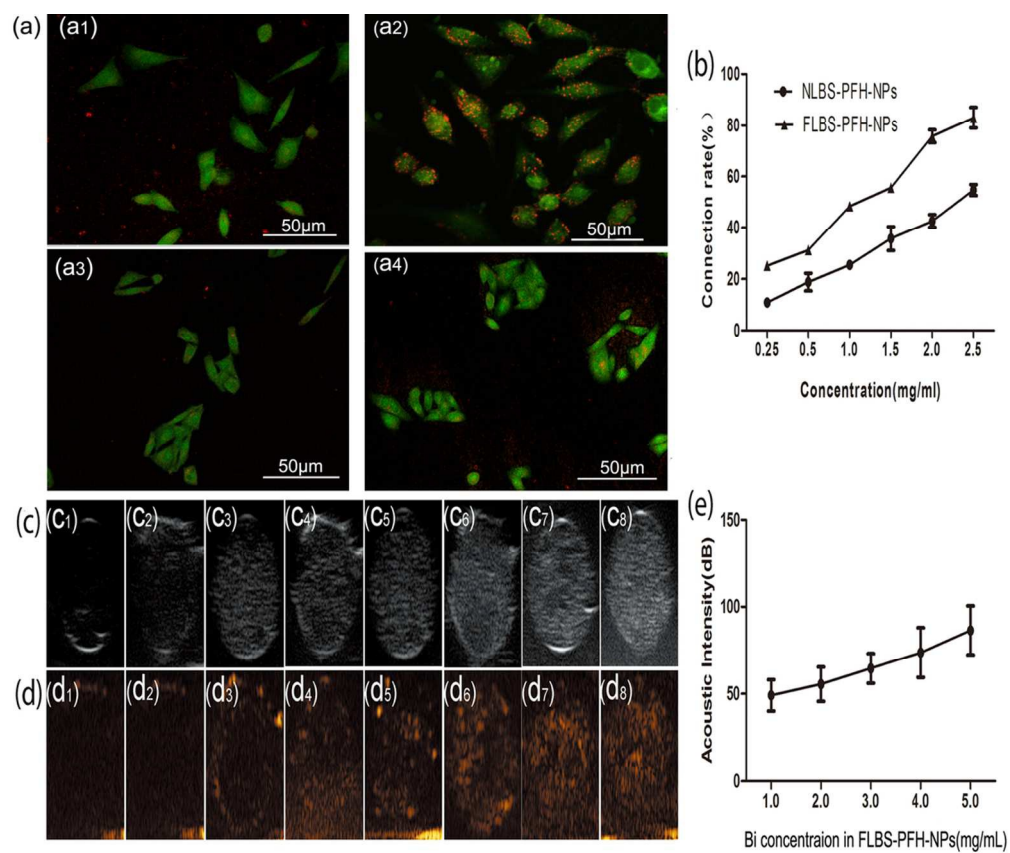 (a)
(a1)
50μm
(a2)
50μm
(a3)
50μm
(a4)
50μm
(b)
NLBS-PFH-NPs
FLBS-PFH-NPs
Connection rate(%)
100
80
60
40
20
0
0.25 0.5 1.0 1.5 2.0 2.5
Concentration(mg/ml)
(c)
(C1) (C2) (C3) (C4) (C5) (C6) (C7) (C8)
(d)
(d1) (d2) (d3) (d4) (d5) (d6) (d7) (d8)
(e)
Acoustic Intensity(dB)
150
100
50
0
1.0 2.0 3.0 4.0 5.0
Bi concentraion in FLBS-PFH-NPs(mg/mL)